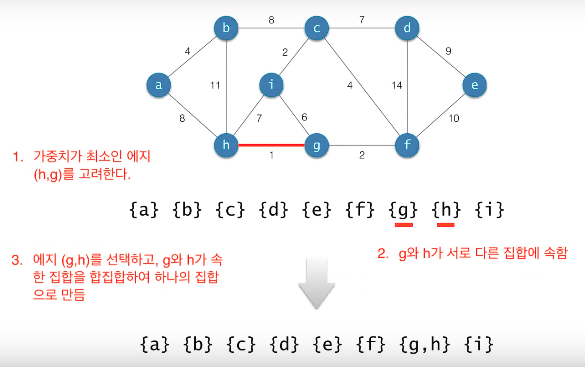 b 8 c 7 d
4 2 9
a 11 i 4 14 e
8 7 6 10
h 1 g 2 f
1. 가중치가 최소인 에지
(h,g)를 고려한다.
{a} {b} {c} {d} {e} {f} {g} {h} {i}
3. 에지 (g,h)를 선택하고, g와 h가 속
한 집합을 합집합하여 하나의 집합
으로 만듦
2. g와 h가 서로 다른 집합에 속함
{a} {b} {c} {d} {e} {f} {g,h} {i}